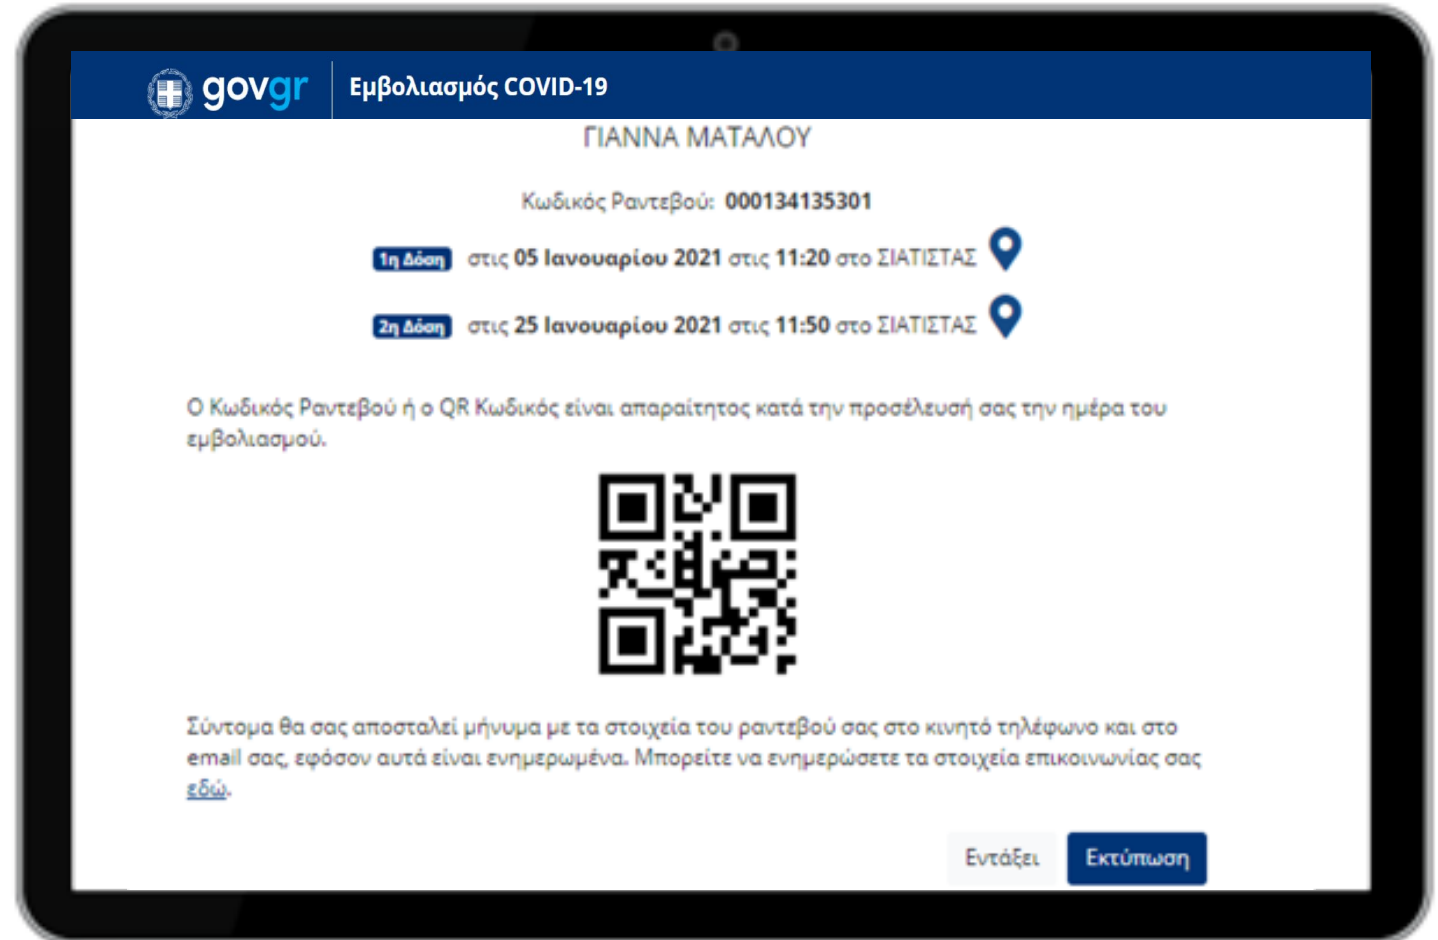 govgr Εμβολιασμός COVID-19
ΓΙΑΝΝΑ ΜΑΤΑΛΟΥ
Κωδικός Ραντεβού: 000134135301
1η Δόση στις 05 Ιανουαρίου 2021 στις 11:20 στο ΣΙΑΤΙΣΤΑΣ
2η Δόση στις 25 Ιανουαρίου 2021 στις 11:50 στο ΣΙΑΤΙΣΤΑΣ
Ο Κωδικός Ραντεβού ή ο QR Κωδικός είναι απαραίτητος κατά την προσέλευσή σας την ημέρα του
εμβολιασμού.
Σύντομα θα σας αποσταλεί μήνυμα με τα στοιχεία του ραντεβού σας στο κινητό τηλέφωνο και στο
email σας, εφόσον αυτά είναι ενημερωμένα. Μπορείτε να ενημερώσετε τα στοιχεία επικοινωνίας σας
εδώ.
Εντάξει Εκτύπωση